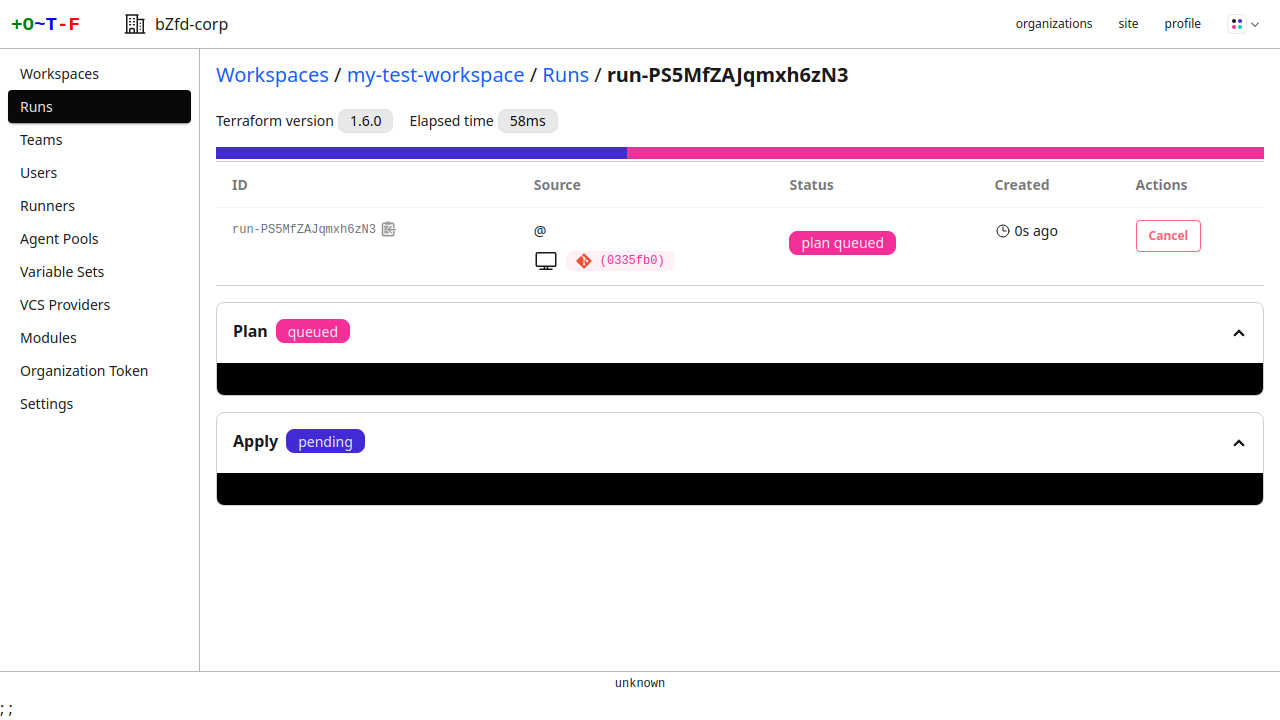 +O~T-F
bZfd-corp
organizations site profile
Workspaces
Runs
Teams
Users
Runners
Agent Pools
Variable Sets
VCS Providers
Modules
Organization Token
Settings
Workspaces / my-test-workspace / Runs / run-PS5MfZAJqmxh6zN3
Terraform version 1.6.0 Elapsed time 58ms
ID Source Status Created Actions
run-PS5MfZAJqmxh6zN3 @ plan queued 0s ago Cancel
(0335fb0)
Plan queued
Apply pending
unknown
;;